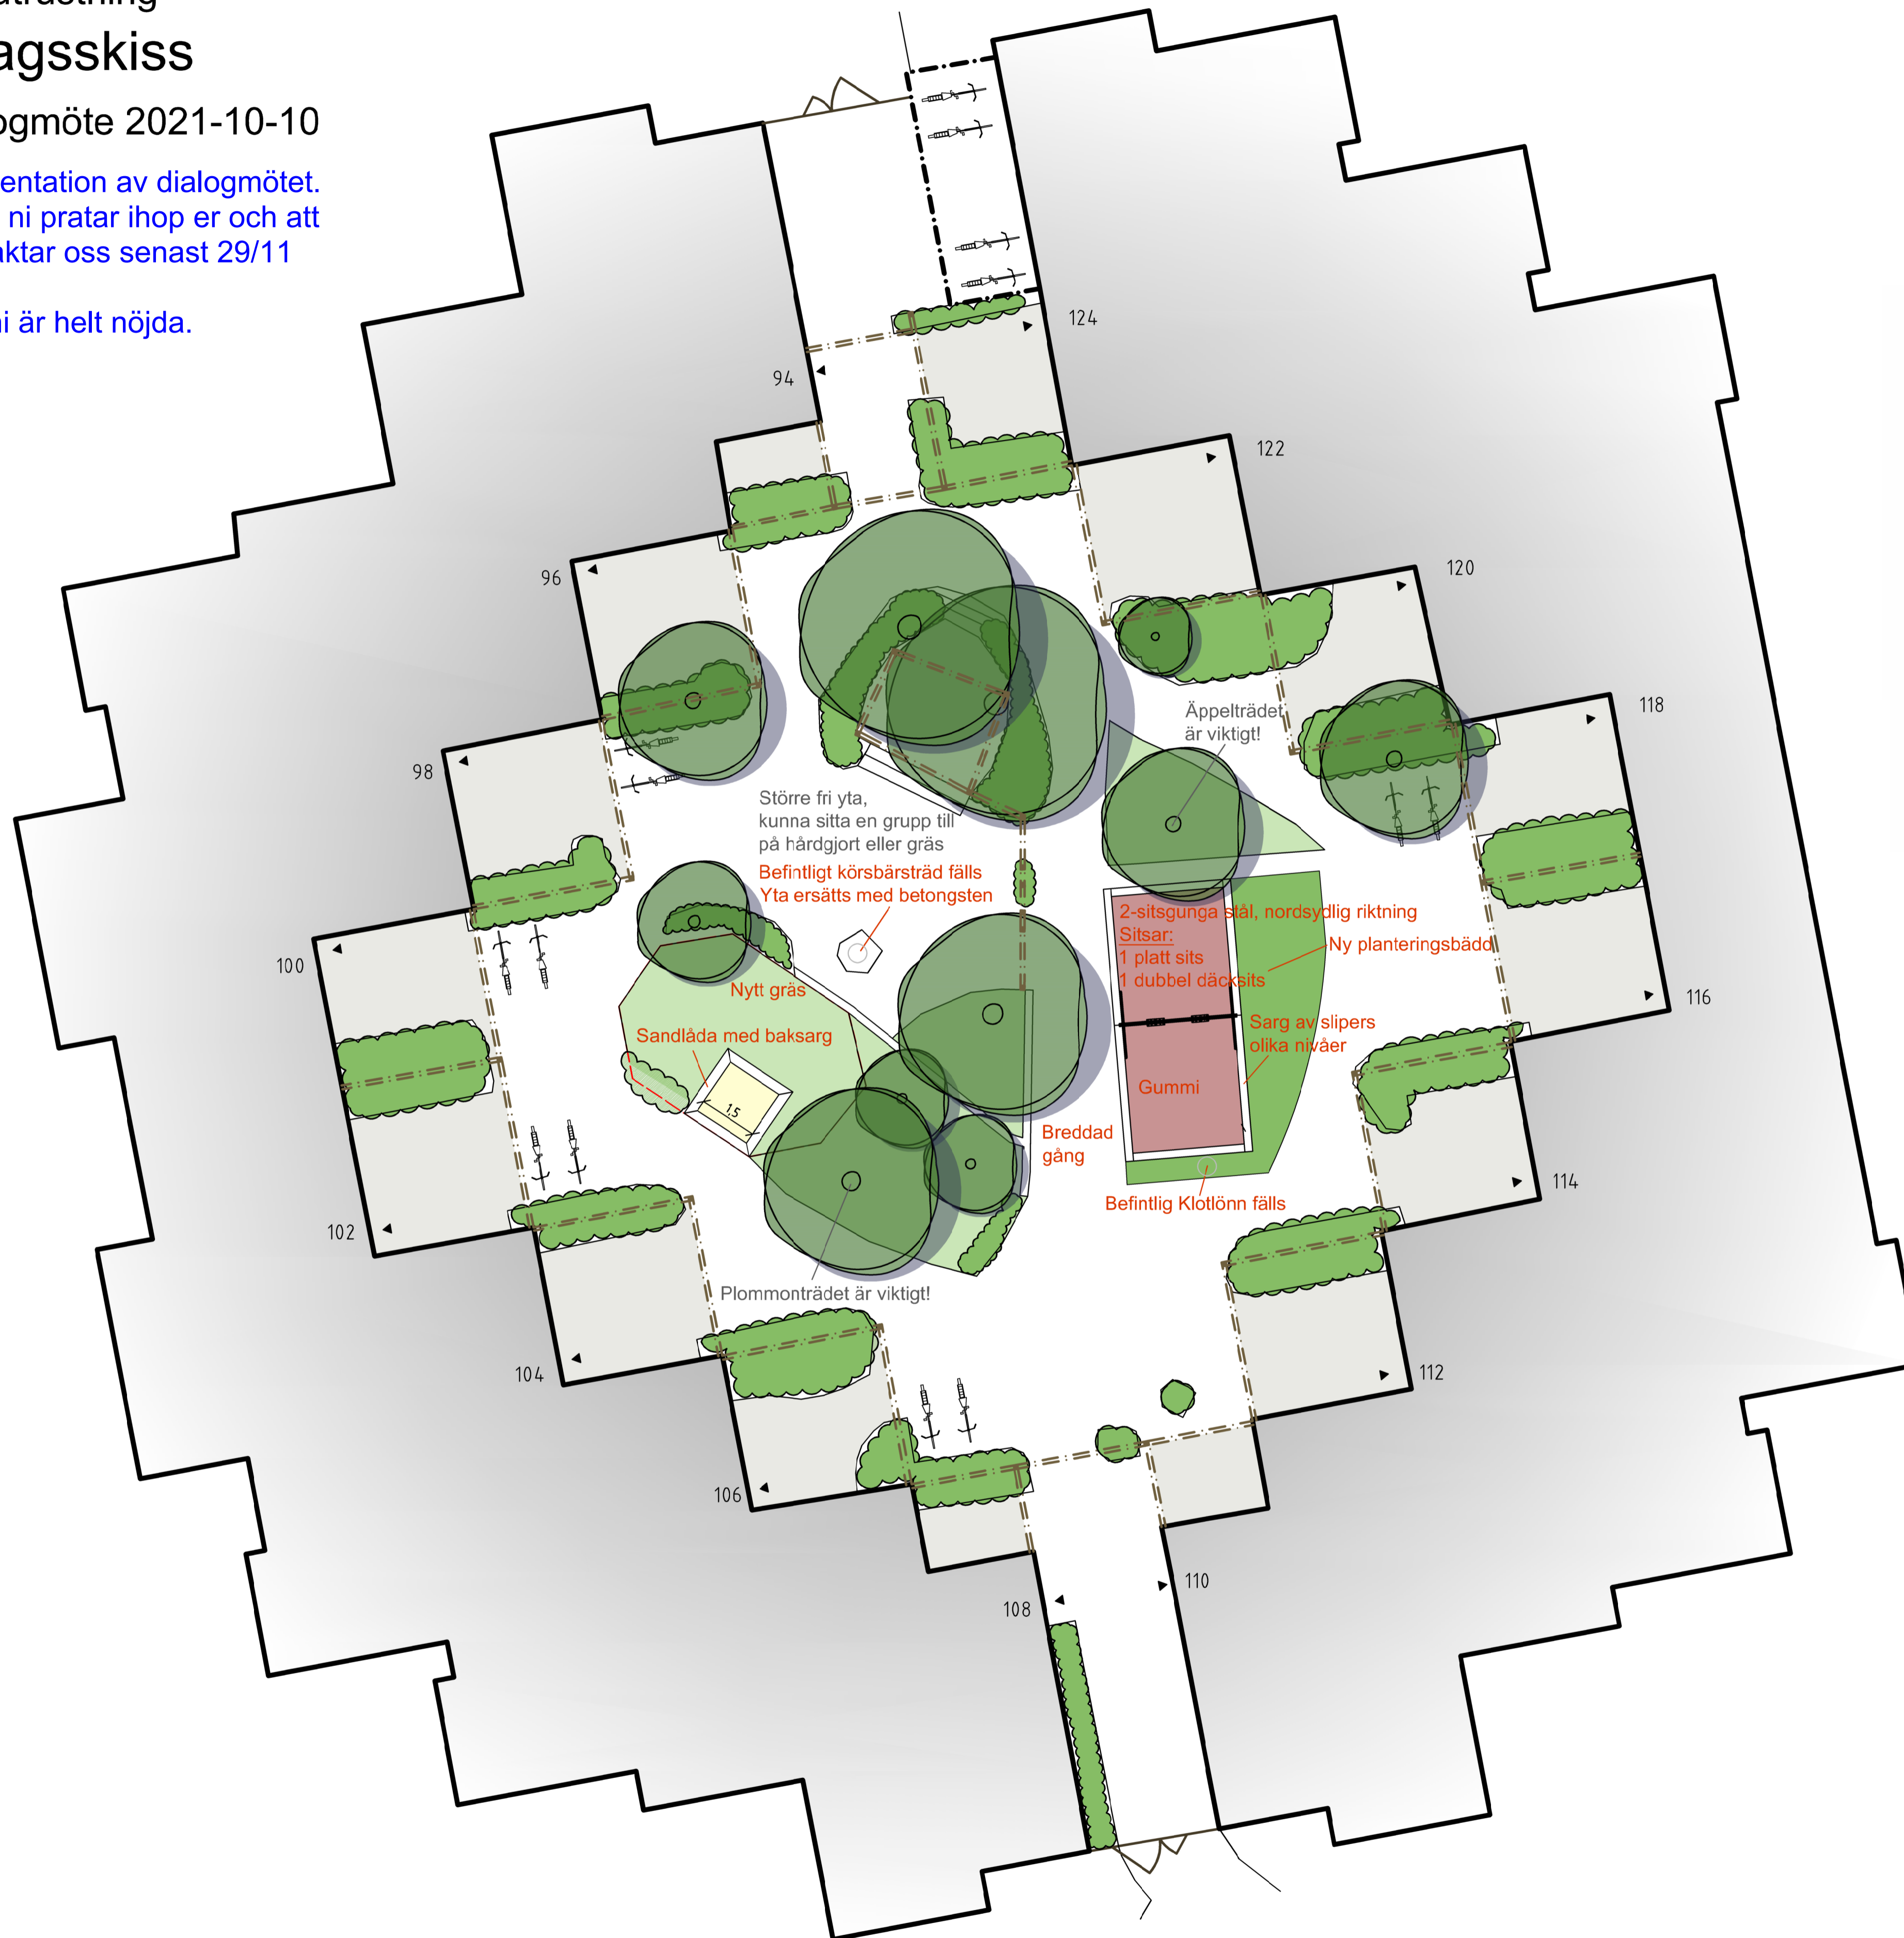 utrustning
agsskiss
ogmöte 2021-10-10
entation av dialogmötet.
ni pratar ihop er och att
aktar oss senast 29/11
ni är helt nöjda.
124
94
122
96
120
118
98
Äppelträdet
är viktigt!
Större fri yta,
kunna sitta en grupp till
på hårdgjort eller gräs
Befintligt körsbärsträd fälls
Yta ersätts med betongsten
2-sitsgunga stål, nordsydlig riktning
Sitsar:
1 platt sits
1 dubbel däcksits
Ny planteringsbädd
100
Nytt gräs
116
Sandlåda med baksarg
Sarg av slipers
olika nivåer
1,5
Gummi
Breddad
gång
114
Befintlig Klotlönn fälls
102
Plommonträdet är viktigt!
104
112
106
110
108